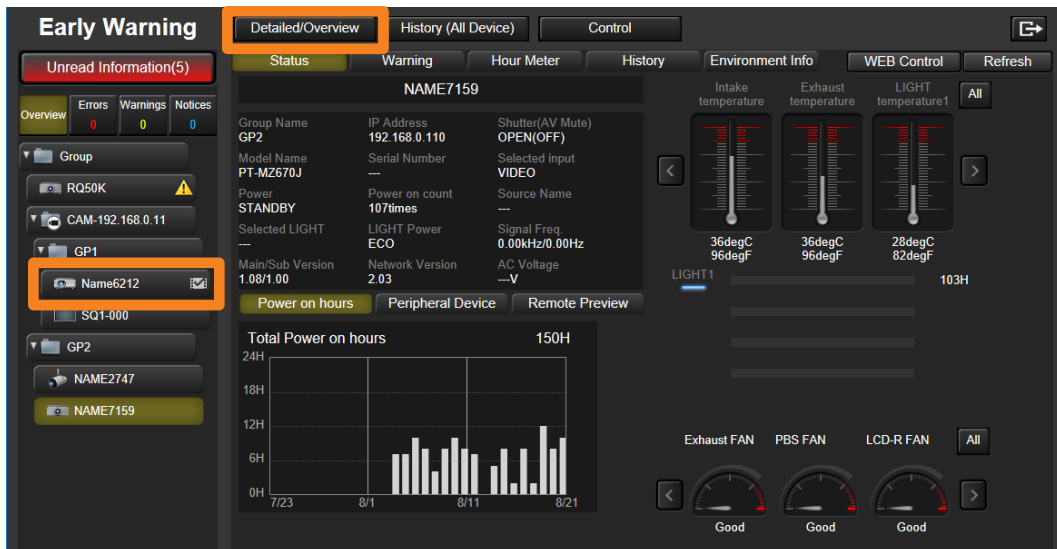 Early Warning
Detailed/Overview
History (All Device)
Control
Unread Information(5)
Status
Warning
Hour Meter
History
Environment Info
WEB Control
Refresh
Overview
Errors
0
Warnings
0
Notices
0
Group
RQ50K
CAM-192.168.0.11
GP1
Name6212
SQ1-000
GP2
NAME2747
NAME7159
NAME7159
Group Name
GP2
IP Address
192.168.0.110
Shutter(AV Mute)
OPEN(OFF)
Model Name
PT-MZ670J
Serial Number
---
Selected input
VIDEO
Power
STANDBY
Power on count
107times
Source Name
---
Selected LIGHT
---
LIGHT Power
ECO
Signal Freq.
0.00kHz/0.00Hz
Main/Sub Version
1.08/1.00
Network Version
2.03
AC Voltage
---V
Power on hours
Peripheral Device
Remote Preview
Total Power on hours
150H
24H
18H
12H
6H
0H
7/23
8/1
8/11
8/21
Intake
temperature
Exhaust
temperature
LIGHT
temperature1
All
<
>
36degC
96degF
36degC
96degF
28degC
82degF
LIGHT1
103H
Exhaust FAN
PBS FAN
LCD-R FAN
All
<
>
Good
Good
Good